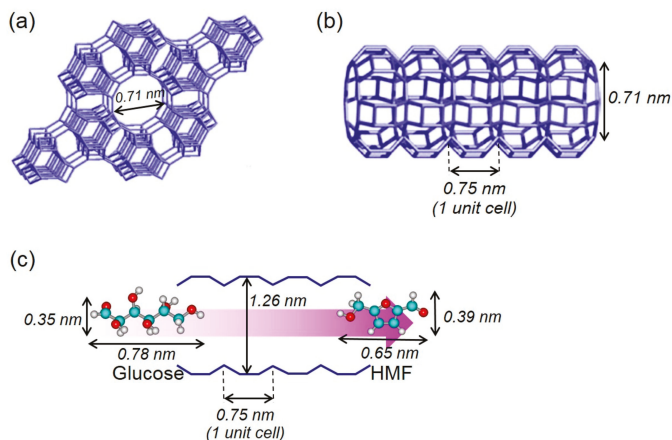 (a)
0.71 nm
(b)
0.71 nm
0.75 nm
(1 unit cell)
(c)
0.35 nm
0.78 nm
Glucose
1.26 nm
0.39 nm
0.65 nm
HMF
0.75 nm
(1 unit cell)